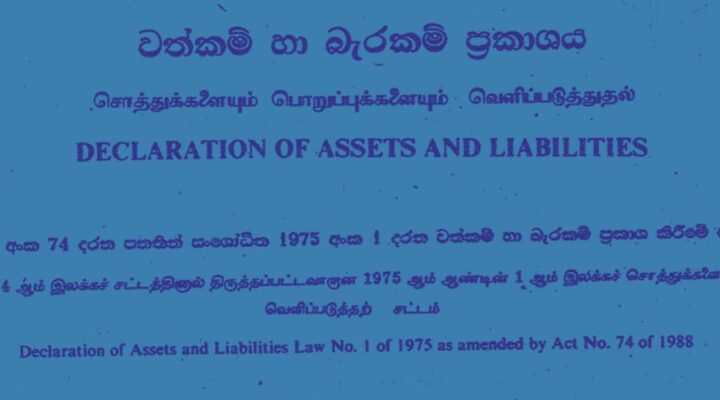 වත්කම් හා බැරකම් ප්‍රකාශය
சொத்துக்களையும் பொறுப்புக்களையும் வெளிப்படுத்துதல்
DECLARATION OF ASSETS AND LIABILITIES
අංක 74 දරන පනතින් සංශෝධිත 1975 අංක 1 දරන වත්කම් හා බැරකම් ප්‍රකාශ කිරීමේ
4 ஆம் இலக்கச் சட்டத்தினால் திருத்தப்பட்டவாறான 1975 ஆம் ஆண்டின் 1 ஆம் இலக்கச் சொத்துக்களை
வெளிப்படுத்தற் சட்டம்
Declaration of Assets and Liabilities Law No. 1 of 1975 as amended by Act No. 74 of 1988